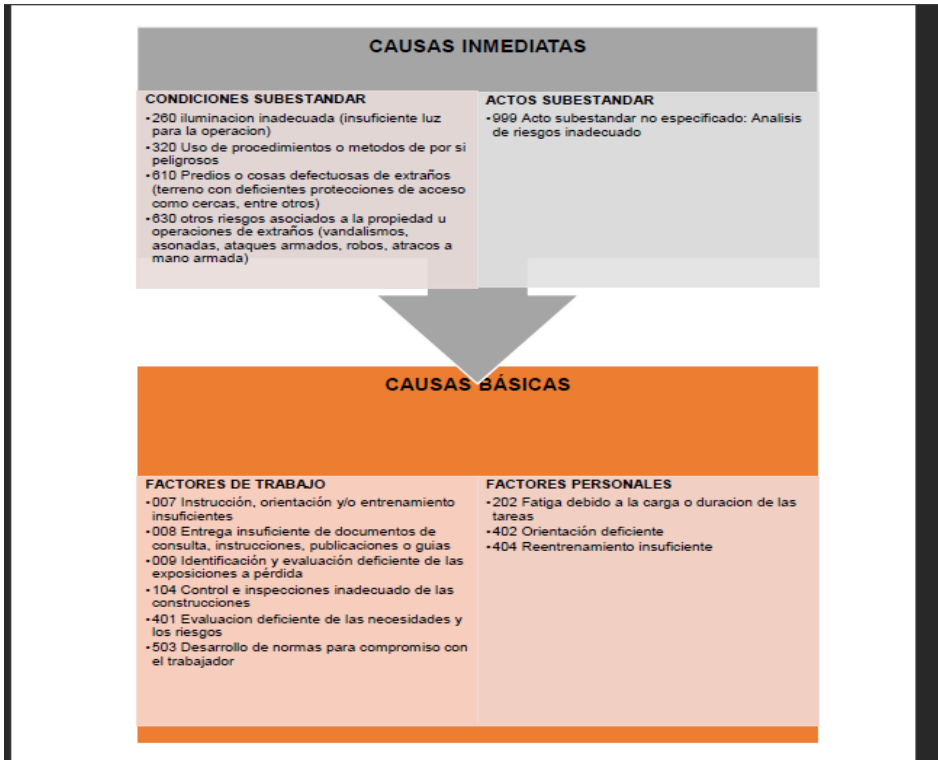 CAUSAS INMEDIATAS
CONDICIONES SUBESTANDAR
-260 iluminacion inadecuada (insuficiente luz
para la operacion)
-320 Uso de procedimientos o metodos de por si
peligrosos
-610 Predios o cosas defectuosas de extraños
(terreno con deficientes protecciones de acceso
como cercas, entre otros)
-630 otros riesgos asociados a la propiedad u
operaciones de extraños (vandalismos,
asonadas, ataques armados, robos, atracos a
mano armada)
ACTOS SUBESTANDAR
-999 Acto subestandar no especificado: Analisis
de riesgos inadecuado
CAUSAS BÁSICAS
FACTORES DE TRABAJO
-007 Instrucción, orientación y/o entrenamiento
insuficientes
-008 Entrega insuficiente de documentos de
consulta, instrucciones, publicaciones o guias
-009 Identificación y evaluación deficiente de las
exposiciones a pérdida
-104 Control e inspecciones inadecuado de las
construcciones
-401 Evaluacion deficiente de las necesidades y
los riesgos
-503 Desarrollo de normas para compromiso con
el trabajador
FACTORES PERSONALES
-202 Fatiga debido a la carga o duracion de las
tareas
-402 Orientación deficiente
-404 Reentrenamiento insuficiente